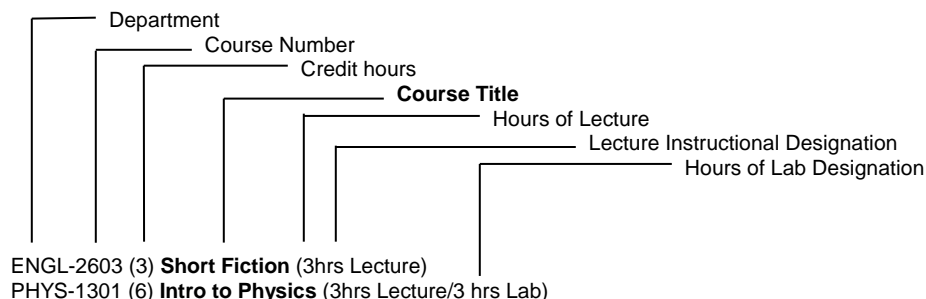 Department
Course Number
Credit hours
Course Title
Hours of Lecture
Lecture Instructional Designation
Hours of Lab Designation
ENGL-2603 (3) Short Fiction (3hrs Lecture)
PHYS-1301 (6) Intro to Physics (3hrs Lecture/3 hrs Lab)